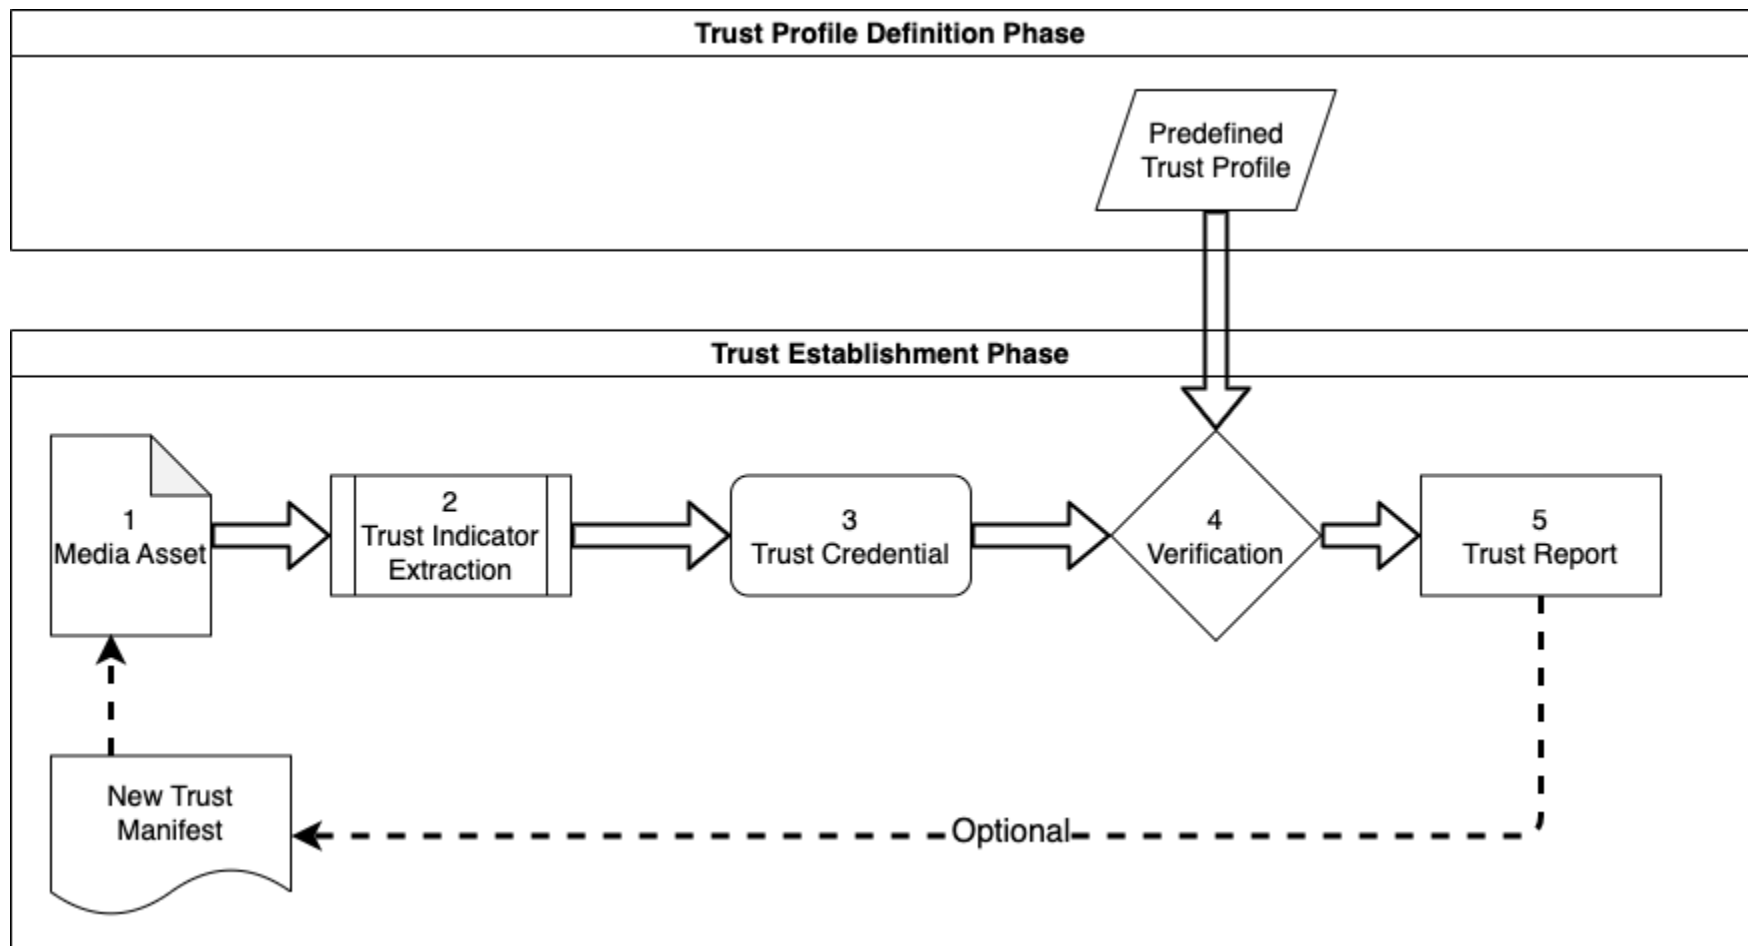 Trust Profile Definition Phase
Predefined
Trust Profile
Trust Establishment Phase
1
Media Asset
2
Trust Indicator
Extraction
3
Trust Credential
4
Verification
5
Trust Report
New Trust
Manifest
Optional